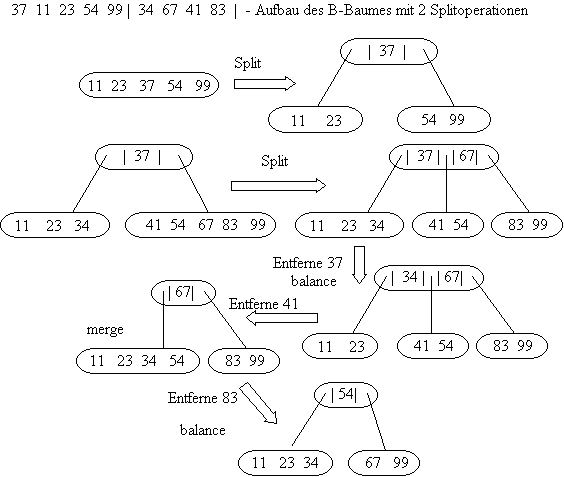 37 11 23 54 99 | 34 67 41 83 | - Aufbau des B-Baumes mit 2 Splitoperationen
| 37 |
Split
11 23 37 54 99
11 23
54 99
| 37 |
Split
| 37 | | 67 |
11 23 34
41 54 67 83 99
11 23 34
41 54
83 99
Entferne 37
balance
| 34 | | 67 |
| 67 |
Entferne 41
merge
11 23
41 54
83 99
11 23 34 54
83 99
Entferne 83
| 54 |
balance
11 23 34
67 99